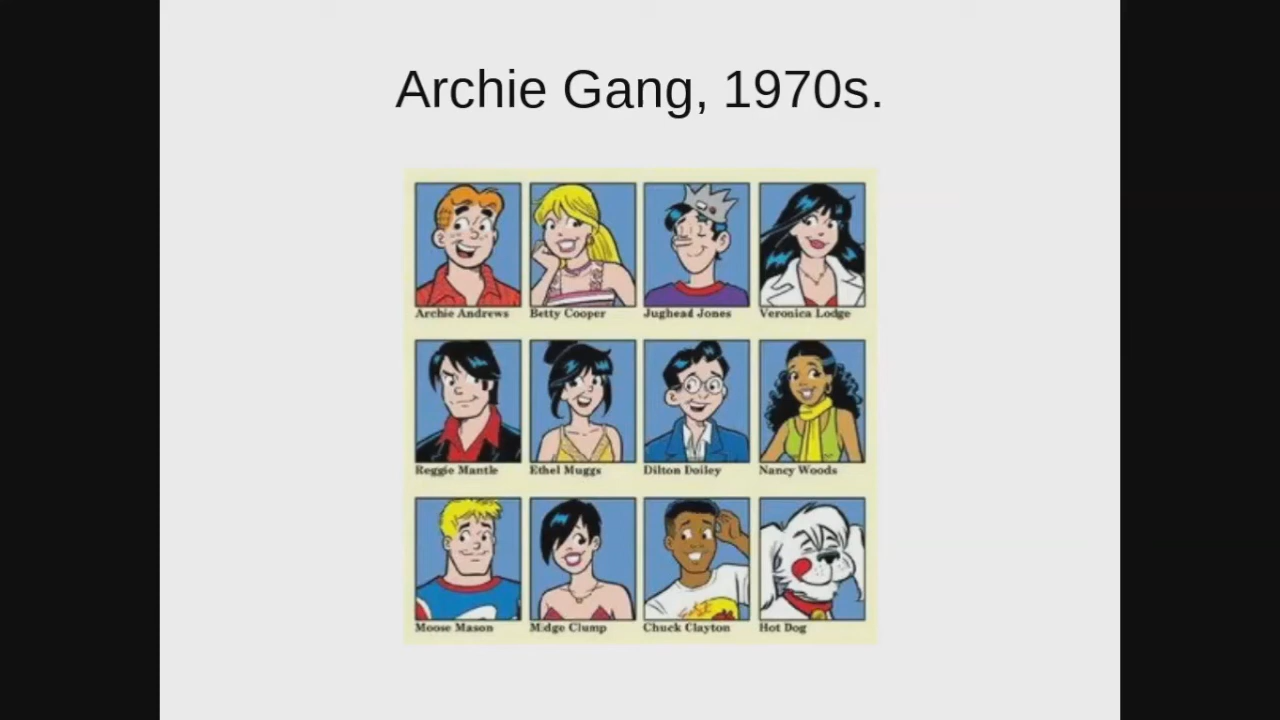 Archie Gang, 1970s.
Archie Andrews Betty Cooper Jughead Jones Veronica Lodge
Reggie Mantle Ethel Muggs Dilton Doiley Nancy Woods
Moose Mason Midge Clump Chuck Clayton Hot Dog